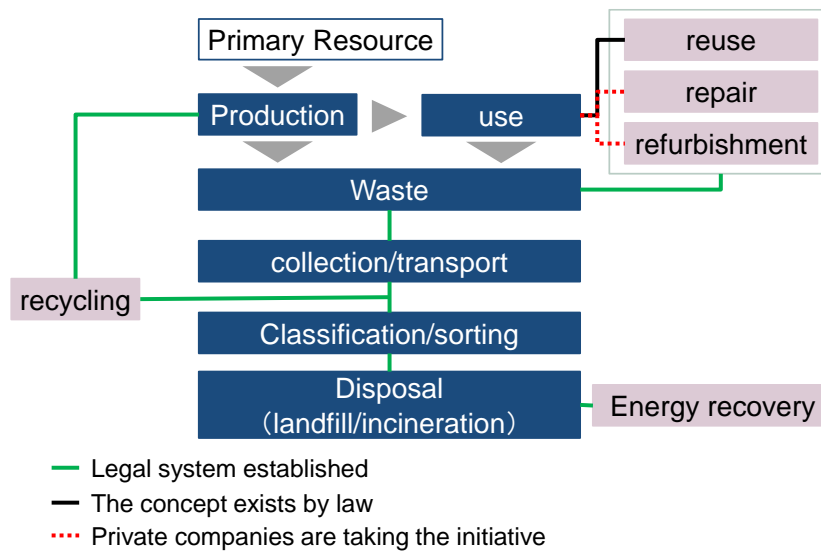 Primary Resource
reuse
Production
use
repair
refurbishment
Waste
collection/transport
recycling
Classification/sorting
Disposal
（landfill/incineration）
Energy recovery
Legal system established
The concept exists by law
Private companies are taking the initiative